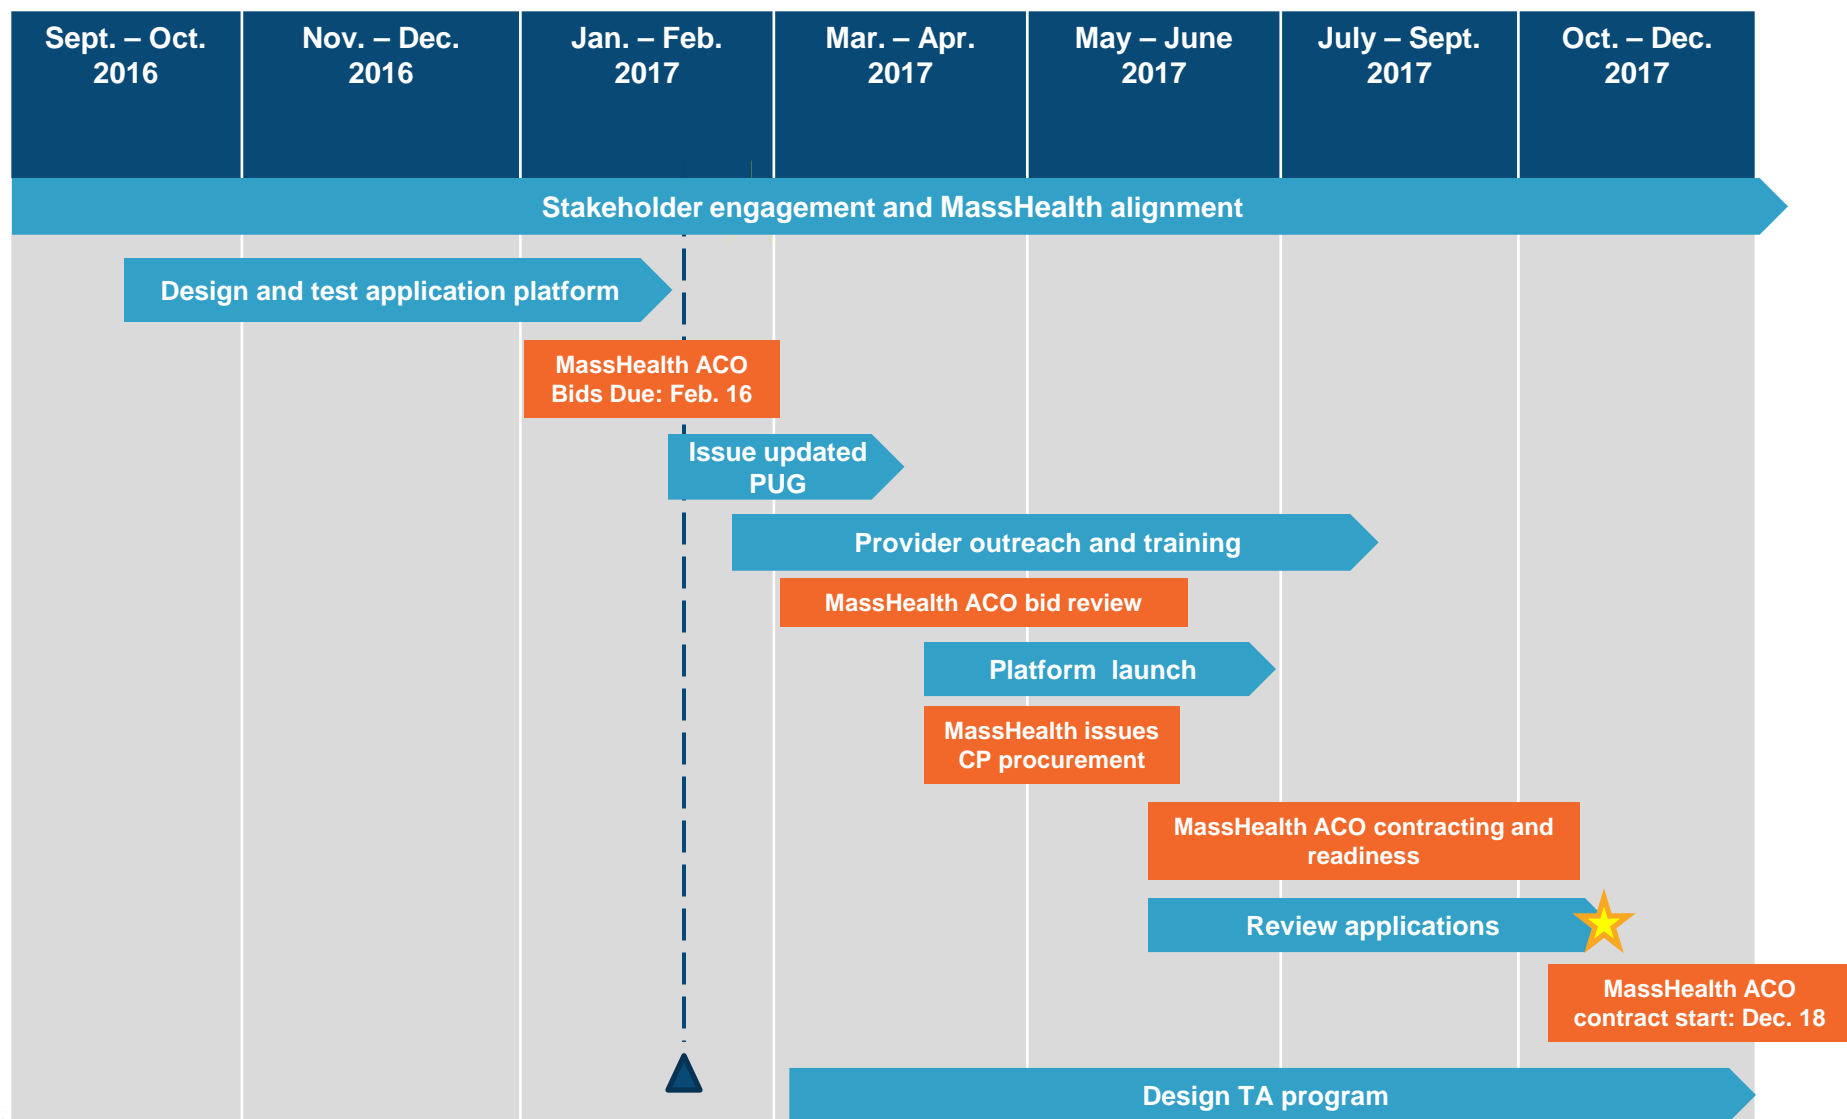 Sept. – Oct.
2016
Nov. – Dec.
2016
Jan. – Feb.
2017
Mar. – Apr.
2017
May – June
2017
July – Sept.
2017
Oct. – Dec.
2017
Stakeholder engagement and MassHealth alignment
Design and test application platform
MassHealth ACO
Bids Due: Feb. 16
Issue updated
PUG
Provider outreach and training
MassHealth ACO bid review
Platform launch
MassHealth issues
CP procurement
MassHealth ACO contracting and
readiness
Review applications
MassHealth ACO
contract start: Dec. 18
Design TA program